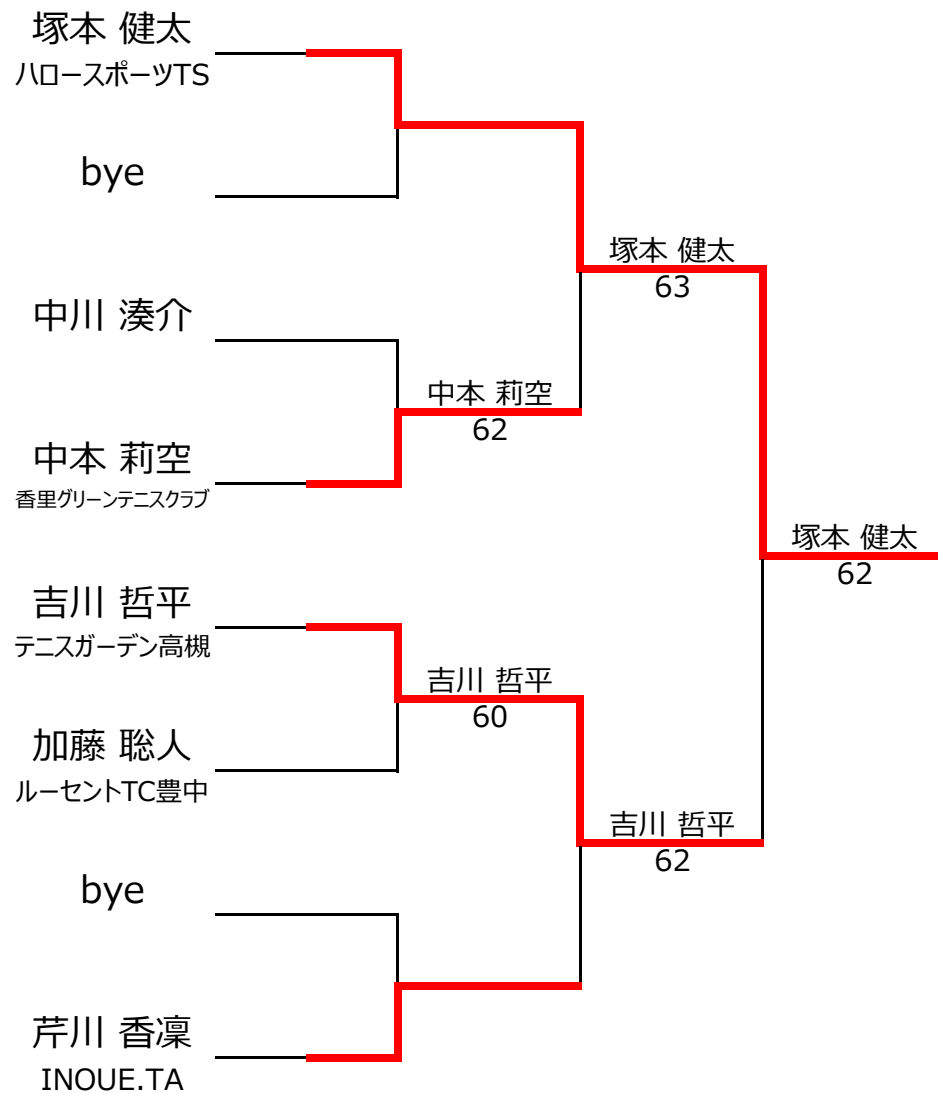 塚本 健太
ハロースポーツTS
bye
塚本 健太
63
中川 湊介
中本 莉空
62
中本 莉空
香里グリーンテニスクラブ
塚本 健太
62
吉川 哲平
テニスガーデン高槻
吉川 哲平
60
加藤 聡人
ルーセントTC豊中
吉川 哲平
62
bye
芹川 香凜
INOUE.TA